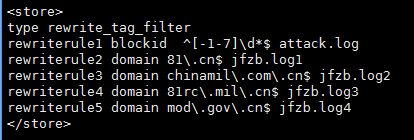 <store>
type rewrite_tag_filter
rewriterule1 blockid  ^[-1-7]\d*$ attack.log
rewriterule2 domain 81\.cn$ jfzb.log1
rewriterule3 domain chinamil\.com\.cn$ jfzb.log2
rewriterule4 domain 81rc\.mil\.cn$ jfzb.log3
rewriterule5 domain mod\.gov\.cn$ jfzb.log4
</store>